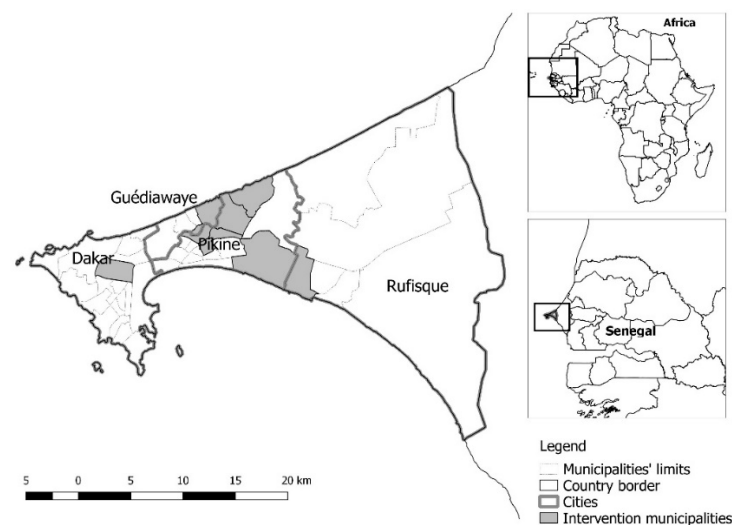 Africa
Guédiawaye
Pikine
Dakar
Rufisque
Senegal
Legend
Municipalities' limits
Country border
Cities
Intervention municipalities
5 0 5 10 15 20 km